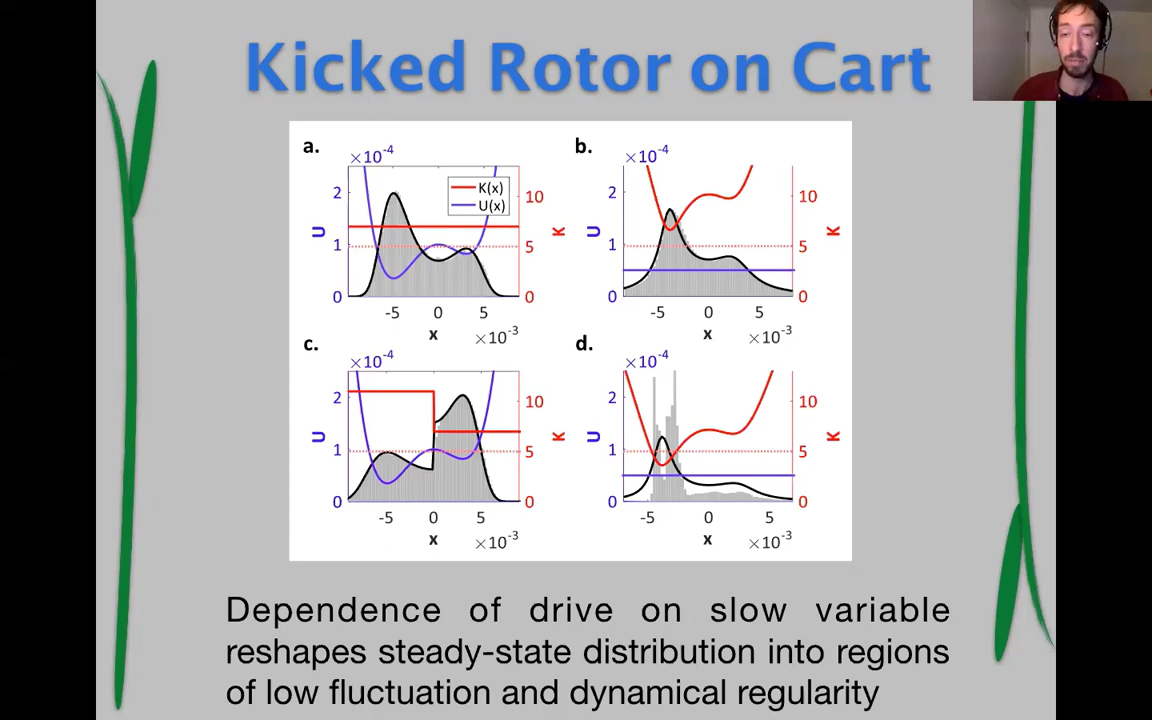 Kicked Rotor on Cart
a.
×10⁻⁴
2
1
0
U
K(x)
U(x)
10
5
0
K
-5 0 5
x
×10⁻³
b.
×10⁻⁴
2
1
0
U
10
5
0
K
-5 0 5
x
×10⁻³
c.
×10⁻⁴
2
1
0
U
10
5
0
K
-5 0 5
x
×10⁻³
d.
×10⁻⁴
2
1
0
U
10
5
0
K
-5 0 5
x
×10⁻³
Dependence of drive on slow variable
reshapes steady-state distribution into regions
of low fluctuation and dynamical regularity